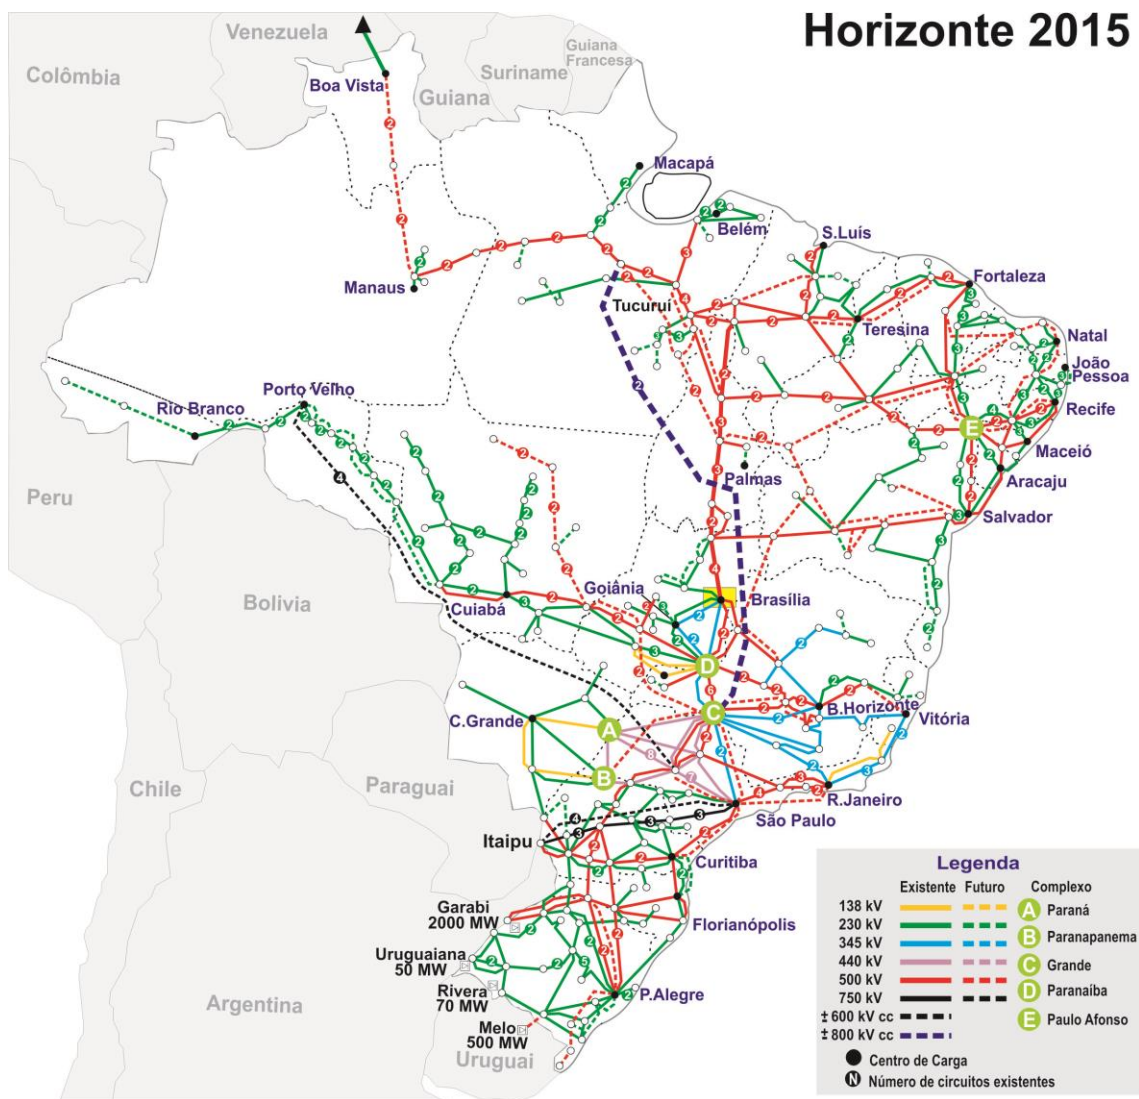 Horizonte 2015
Venezuela
Guiana
Francesa
Colômbia
Suriname
Boa Vista
Guiana
Macapá
Belém
S.Luís
Manaus
Fortaleza
Tucuruí
Teresina
Natal
João
Pessoa
Porto Velho
Rio Branco
Recife
E
Maceió
Palmas
Aracaju
Peru
Salvador
Goiânia
Brasília
Bolivia
Cuiabá
D
C.Grande
A
C
B.Horizonte
Vitória
B
Chile
Paraguai
R.Janeiro
São Paulo
Itaipu
Curitiba
Garabi
2000 MW
Florianópolis
Uruguaiana
50 MW
Rivera
70 MW
P.Alegre
Argentina
Melo
500 MW
Uruguai
Legenda
Existente Futuro Complexo
138 kV A Paraná
230 kV
345 kV B Paranapanema
440 kV C Grande
500 kV D Paranaíba
750 kV
± 600 kV cc E Paulo Afonso
± 800 kV cc
Centro de Carga
N Número de circuitos existentes